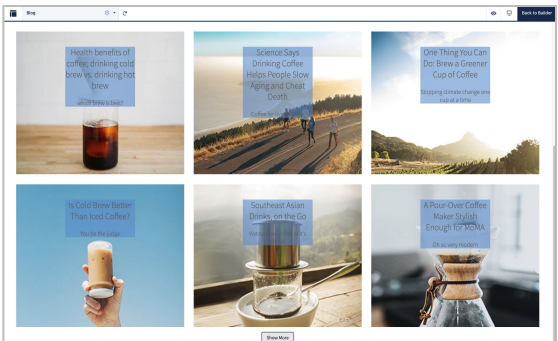 Blog
Back to Builder
Health benefits of
coffee; drinking cold
brew vs. drinking hot
brew
which brew is best?
Science Says
Drinking Coffee
Helps People Slow
Aging and Cheat
Death
Coffee for
One Thing You Can
Do: Brew a Greener
Cup of Coffee
Stopping climate change one
cup at a time
Is Cold Brew Better
Than Iced Coffee?
You be the judge
Southeast Asian
Drinks, on the Go
A Pour-Over Coffee
Maker Stylish
Enough for MoMA
Oh so very modern
Show More